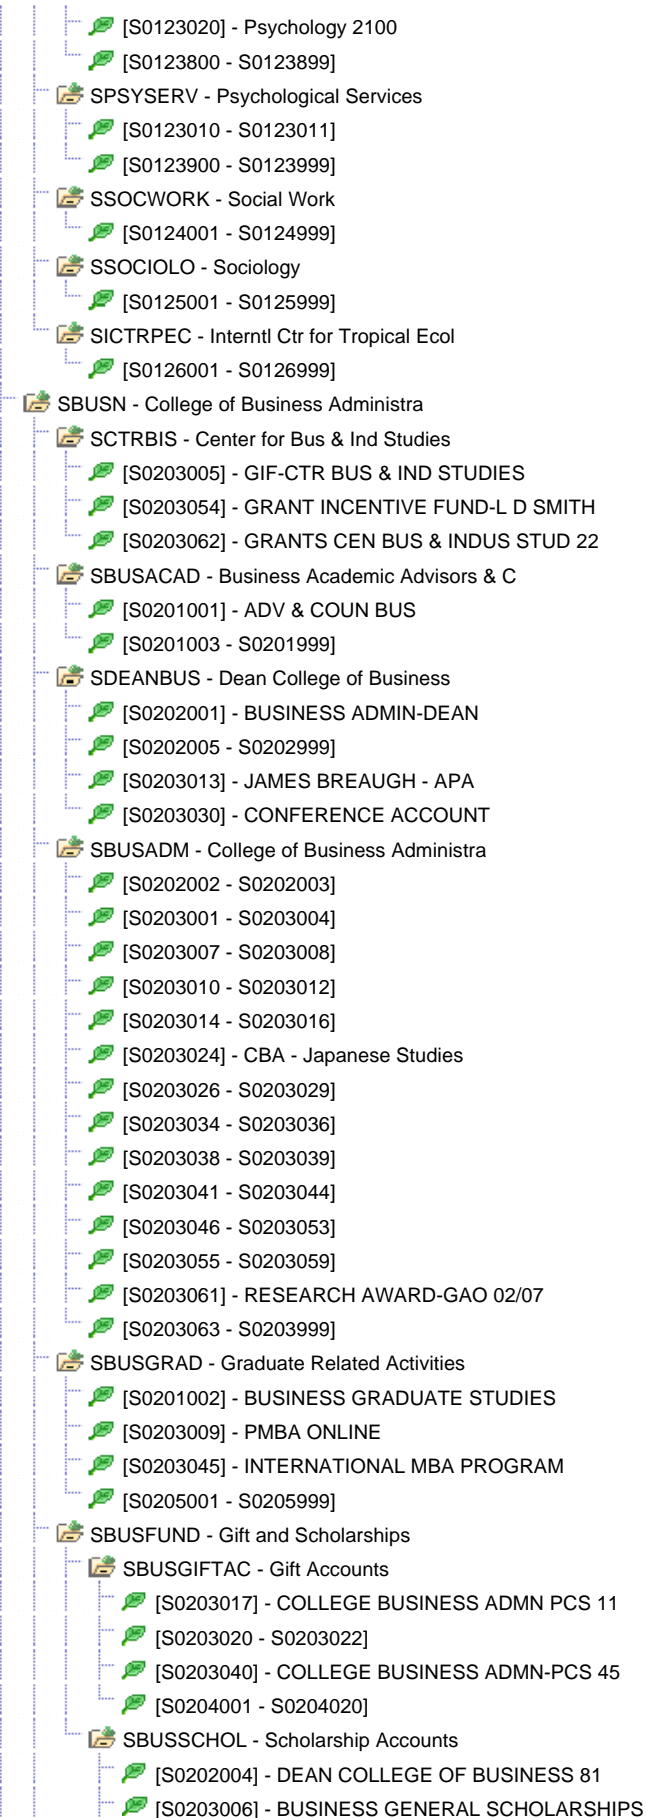 [S0123020] - Psychology 2100
[S0123800 - S0123899]
SPSYSERV - Psychological Services
[S0123010 - S0123011]
[S0123900 - S0123999]
SSOCWORK - Social Work
[S0124001 - S0124999]
SSOCIOLO - Sociology
[S0125001 - S0125999]
SICTRPEC - Interntl Ctr for Tropical Ecol
[S0126001 - S0126999]
SBUSN - College of Business Administra
SCTRBIS - Center for Bus & Ind Studies
[S0203005] - GIF-CTR BUS & IND STUDIES
[S0203054] - GRANT INCENTIVE FUND-L D SMITH
[S0203062] - GRANTS CEN BUS & INDUS STUD 22
SBUSACAD - Business Academic Advisors & C
[S0201001] - ADV & COUN BUS
[S0201003 - S0201999]
SDEANBUS - Dean College of Business
[S0202001] - BUSINESS ADMIN-DEAN
[S0202005 - S0202999]
[S0203013] - JAMES BREAUGH - APA
[S0203030] - CONFERENCE ACCOUNT
SBUSADM - College of Business Administra
[S0202002 - S0202003]
[S0203001 - S0203004]
[S0203007 - S0203008]
[S0203010 - S0203012]
[S0203014 - S0203016]
[S0203024] - CBA - Japanese Studies
[S0203026 - S0203029]
[S0203034 - S0203036]
[S0203038 - S0203039]
[S0203041 - S0203044]
[S0203046 - S0203053]
[S0203055 - S0203059]
[S0203061] - RESEARCH AWARD-GAO 02/07
[S0203063 - S0203999]
SBUSGRAD - Graduate Related Activities
[S0201002] - BUSINESS GRADUATE STUDIES
[S0203009] - PMBA ONLINE
[S0203045] - INTERNATIONAL MBA PROGRAM
[S0205001 - S0205999]
SBUSFUND - Gift and Scholarships
SBUSGIFTAC - Gift Accounts
[S0203017] - COLLEGE BUSINESS ADMN PCS 11
[S0203020 - S0203022]
[S0203040] - COLLEGE BUSINESS ADMN-PCS 45
[S0204001 - S0204020]
SBUSSCHOL - Scholarship Accounts
[S0202004] - DEAN COLLEGE OF BUSINESS 81
[S0203006] - BUSINESS GENERAL SCHOLARSHIPS